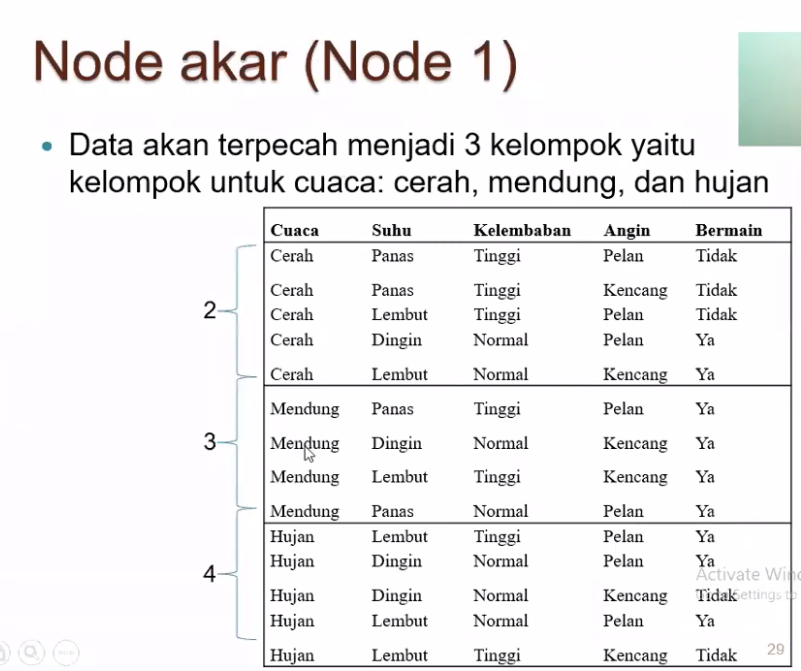 Node akar (Node 1)
• Data akan terpecah menjadi 3 kelompok yaitu
kelompok untuk cuaca: cerah, mendung, dan hujan
Cuaca Suhu Kelembaban Angin Bermain
Cerah Panas Tinggi Pelan Tidak
Cerah Panas Tinggi Kencang Tidak
2
Cerah Lembut Tinggi Pelan Tidak
Cerah Dingin Normal Pelan Ya
Cerah Lembut Normal Kencang Ya
Mendung Panas Tinggi Pelan Ya
3
Mendung Dingin Normal Kencang Ya
Mendung Lembut Tinggi Kencang Ya
Mendung Panas Normal Pelan Ya
Hujan Lembut Tinggi Pelan Ya
Hujan Dingin Normal Pelan Ya
4
Activate Wind
Hujan Dingin Normal Kencang Tidak
Settings to
Hujan Lembut Normal Pelan Ya
Hujan Lembut Tinggi Kencang Tidak
29